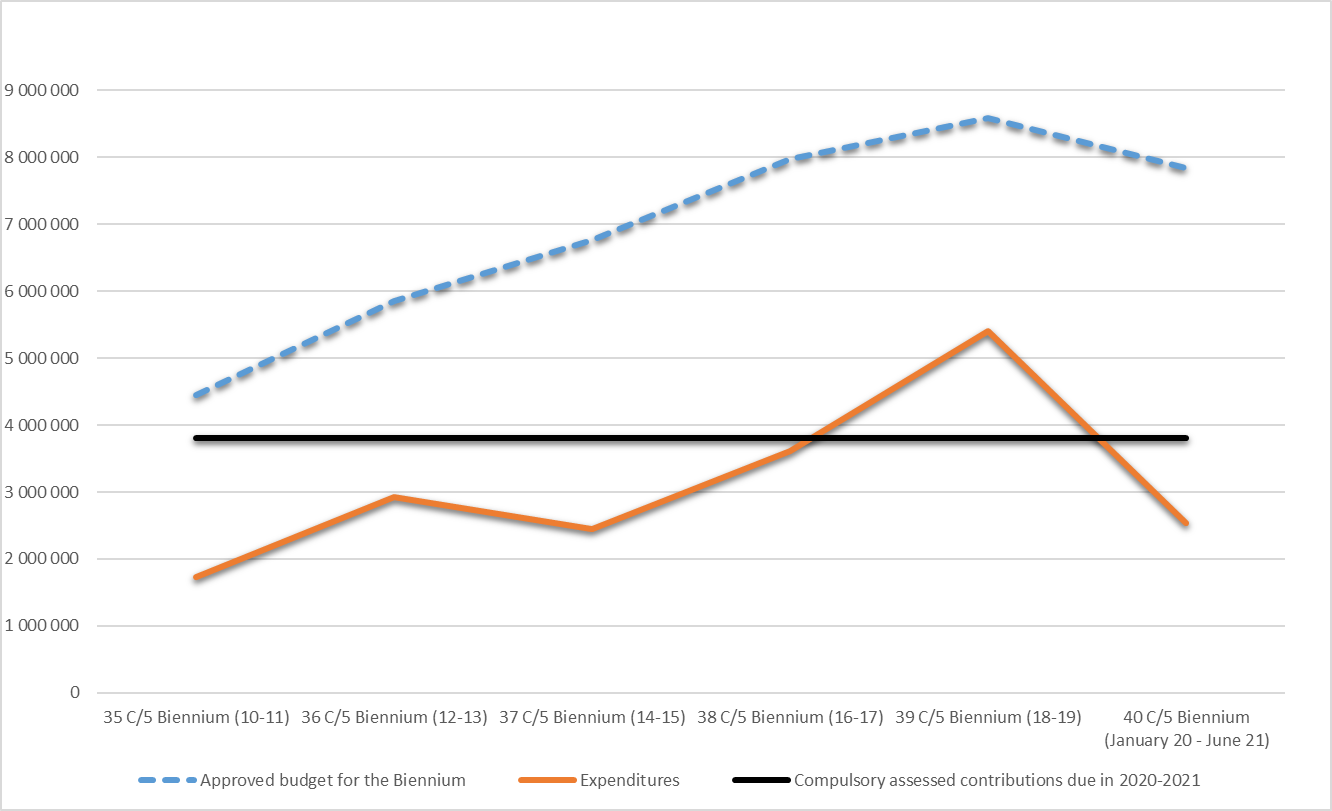 9 000 000
8 000 000
7 000 000
6 000 000
5 000 000
4 000 000
3 000 000
2 000 000
1 000 000
0
35 C/5 Biennium (10-11) 36 C/5 Biennium (12-13) 37 C/5 Biennium (14-15) 38 C/5 Biennium (16-17) 39 C/5 Biennium (18-19) 40 C/5 Biennium
(January 20 - June 21)
Approved budget for the Biennium Expenditures Compulsory assessed contributions due in 2020-2021